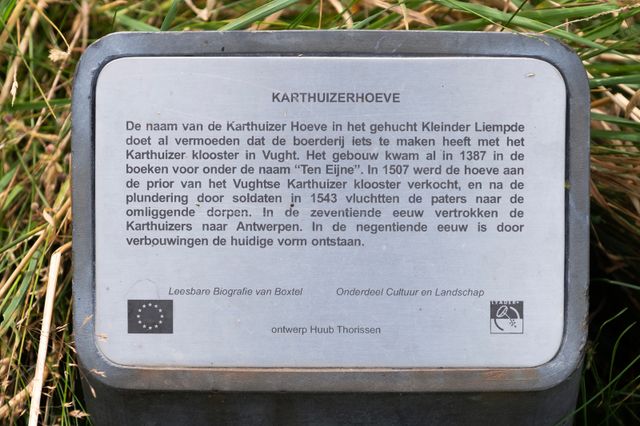 KARTHUIZERHOEVE
De naam van de Karthuizer Hoeve in het gehucht Kleinder Liempde
doet al vermoeden dat de boerderij iets te maken heeft met het
Karthuizer klooster in Vught. Het gebouw kwam al in 1387 in de
boeken voor onder de naam “Ten Eijne”. In 1507 werd de hoeve aan
de prior van het Vughtse Karthuizer klooster verkocht, en na de
plundering door soldaten in 1543 vluchtten de paters naar de
omliggende dorpen. In de zeventiende eeuw vertrokken de
Karthuizers naar Antwerpen. In de negentiende eeuw is door
verbouwingen de huidige vorm ontstaan.
Leesbare Biografie van Boxtel Onderdeel Cultuur en Landschap
LEADER
ontwerp Huub Thorissen